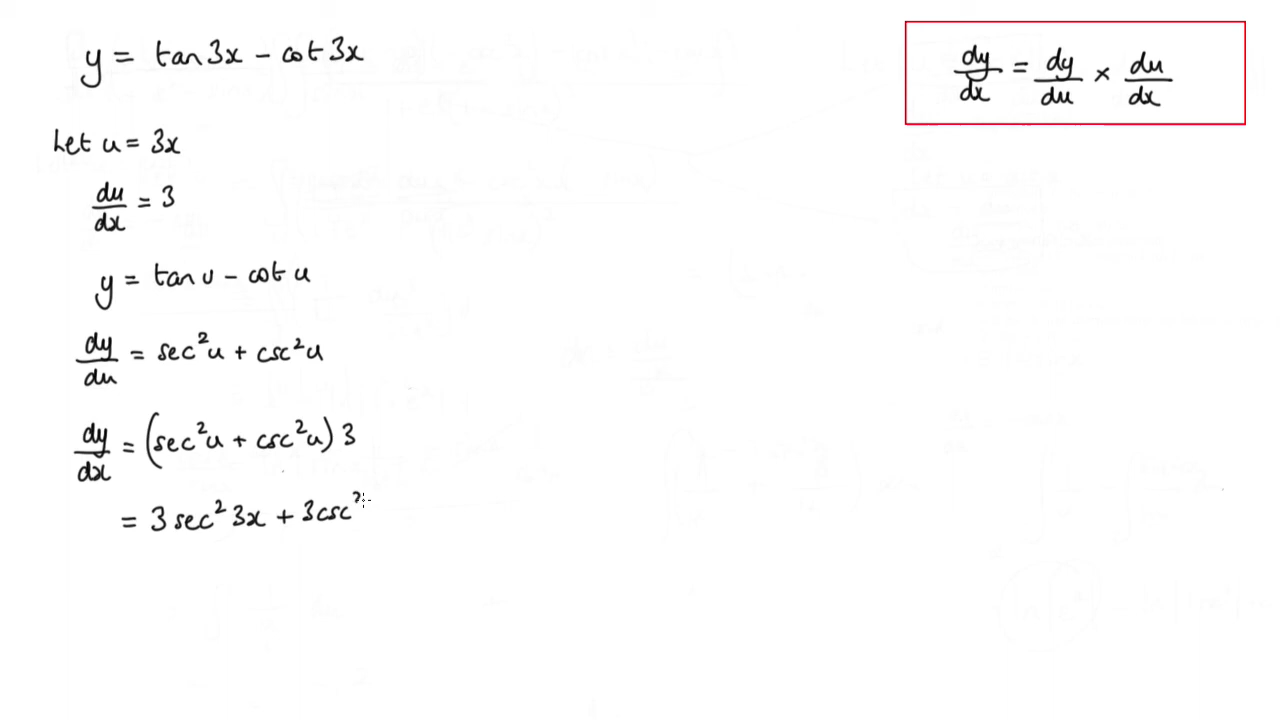 y = tan 3x − cot 3x
dy/dx = dy/du × du/dx
Let u = 3x
du/dx = 3
y = tan u − cot u
dy/du = sec²u + csc²u
dy/dx = (sec²u + csc²u) 3
= 3 sec² 3x + 3 csc²